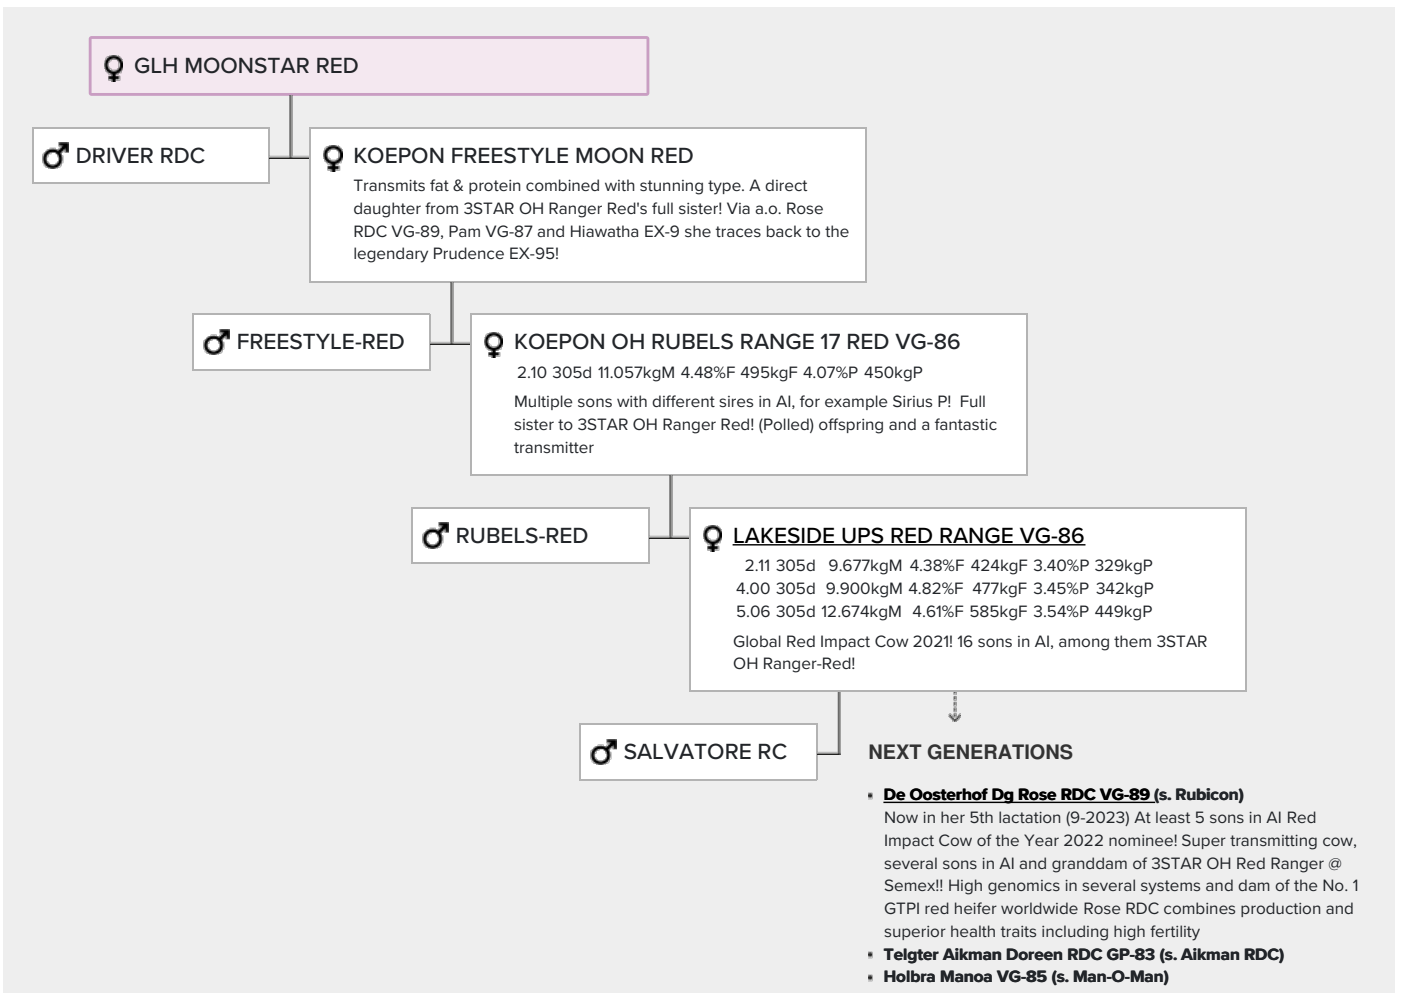 GLH MOONSTAR RED
DRIVER RDC
KOEPON FREESTYLE MOON RED
Transmits fat & protein combined with stunning type. A direct
daughter from 3STAR OH Ranger Red's full sister! Via a.o. Rose
RDC VG-89, Pam VG-87 and Hiawatha EX-9 she traces back to the
legendary Prudence EX-95!
FREESTYLE-RED
KOEPON OH RUBELS RANGE 17 RED VG-86
2.10 305d 11.057kgM 4.48%F 495kgF 4.07%P 450kgP
Multiple sons with different sires in AI, for example Sirius P! Full
sister to 3STAR OH Ranger Red! (Polled) offspring and a fantastic
transmitter
RUBELS-RED
LAKESIDE UPS RED RANGE VG-86
2.11 305d 9.677kgM 4.38%F 424kgF 3.40%P 329kgP
4.00 305d 9.900kgM 4.82%F 477kgF 3.45%P 342kgP
5.06 305d 12.674kgM 4.61%F 585kgF 3.54%P 449kgP
Global Red Impact Cow 2021! 16 sons in AI, among them 3STAR
OH Ranger-Red!
SALVATORE RC
NEXT GENERATIONS
De Oosterhof Dg Rose RDC VG-89 (s. Rubicon)
Now in her 5th lactation (9-2023) At least 5 sons in AI Red
Impact Cow of the Year 2022 nominee! Super transmitting cow,
several sons in AI and granddam of 3STAR OH Red Ranger @
Semex!! High genomics in several systems and dam of the No. 1
GTPI red heifer worldwide Rose RDC combines production and
superior health traits including high fertility
Telgter Aikman Doreen RDC GP-83 (s. Aikman RDC)
Holbra Manoa VG-85 (s. Man-O-Man)